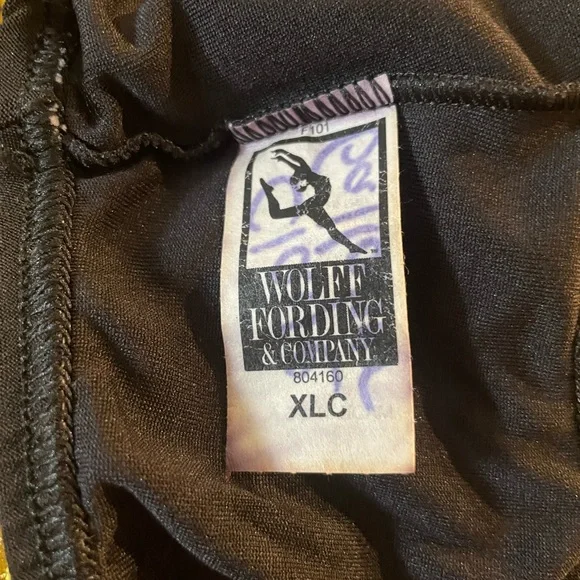 F101
WOLFF
FORDING
& COMPANY
804160
XLC